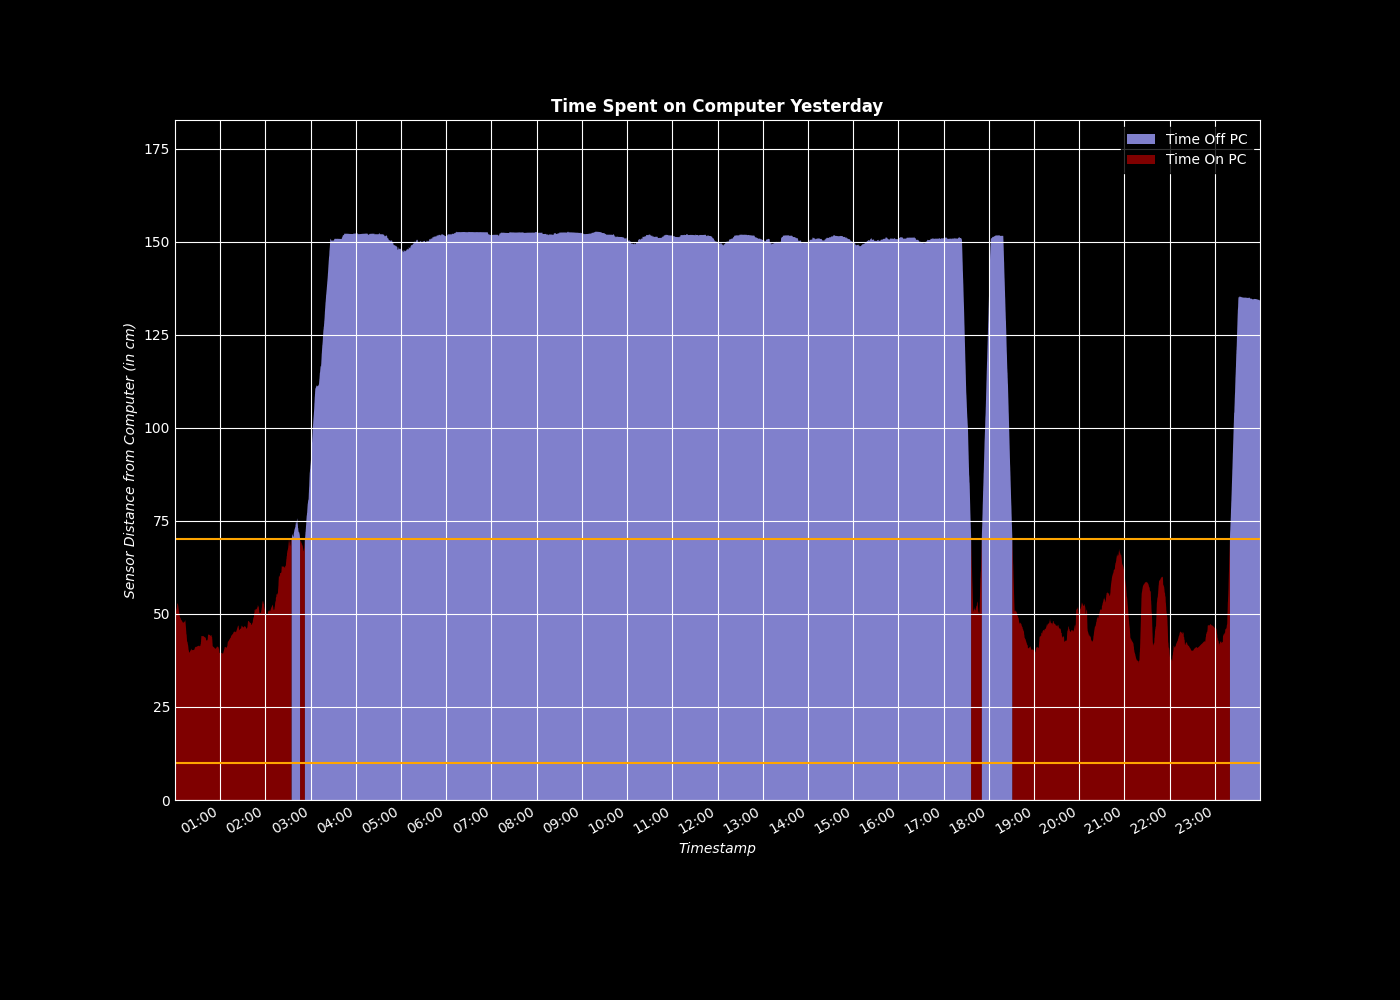 Time Spent on Computer Yesterday
Time Off PC
Time On PC
175
150
125
100
75
50
25
0
Sensor Distance from Computer (in cm)
01:00 02:00 03:00 04:00 05:00 06:00 07:00 08:00 09:00 10:00 11:00 12:00 13:00 14:00 15:00 16:00 17:00 18:00 19:00 20:00 21:00 22:00 23:00
Timestamp